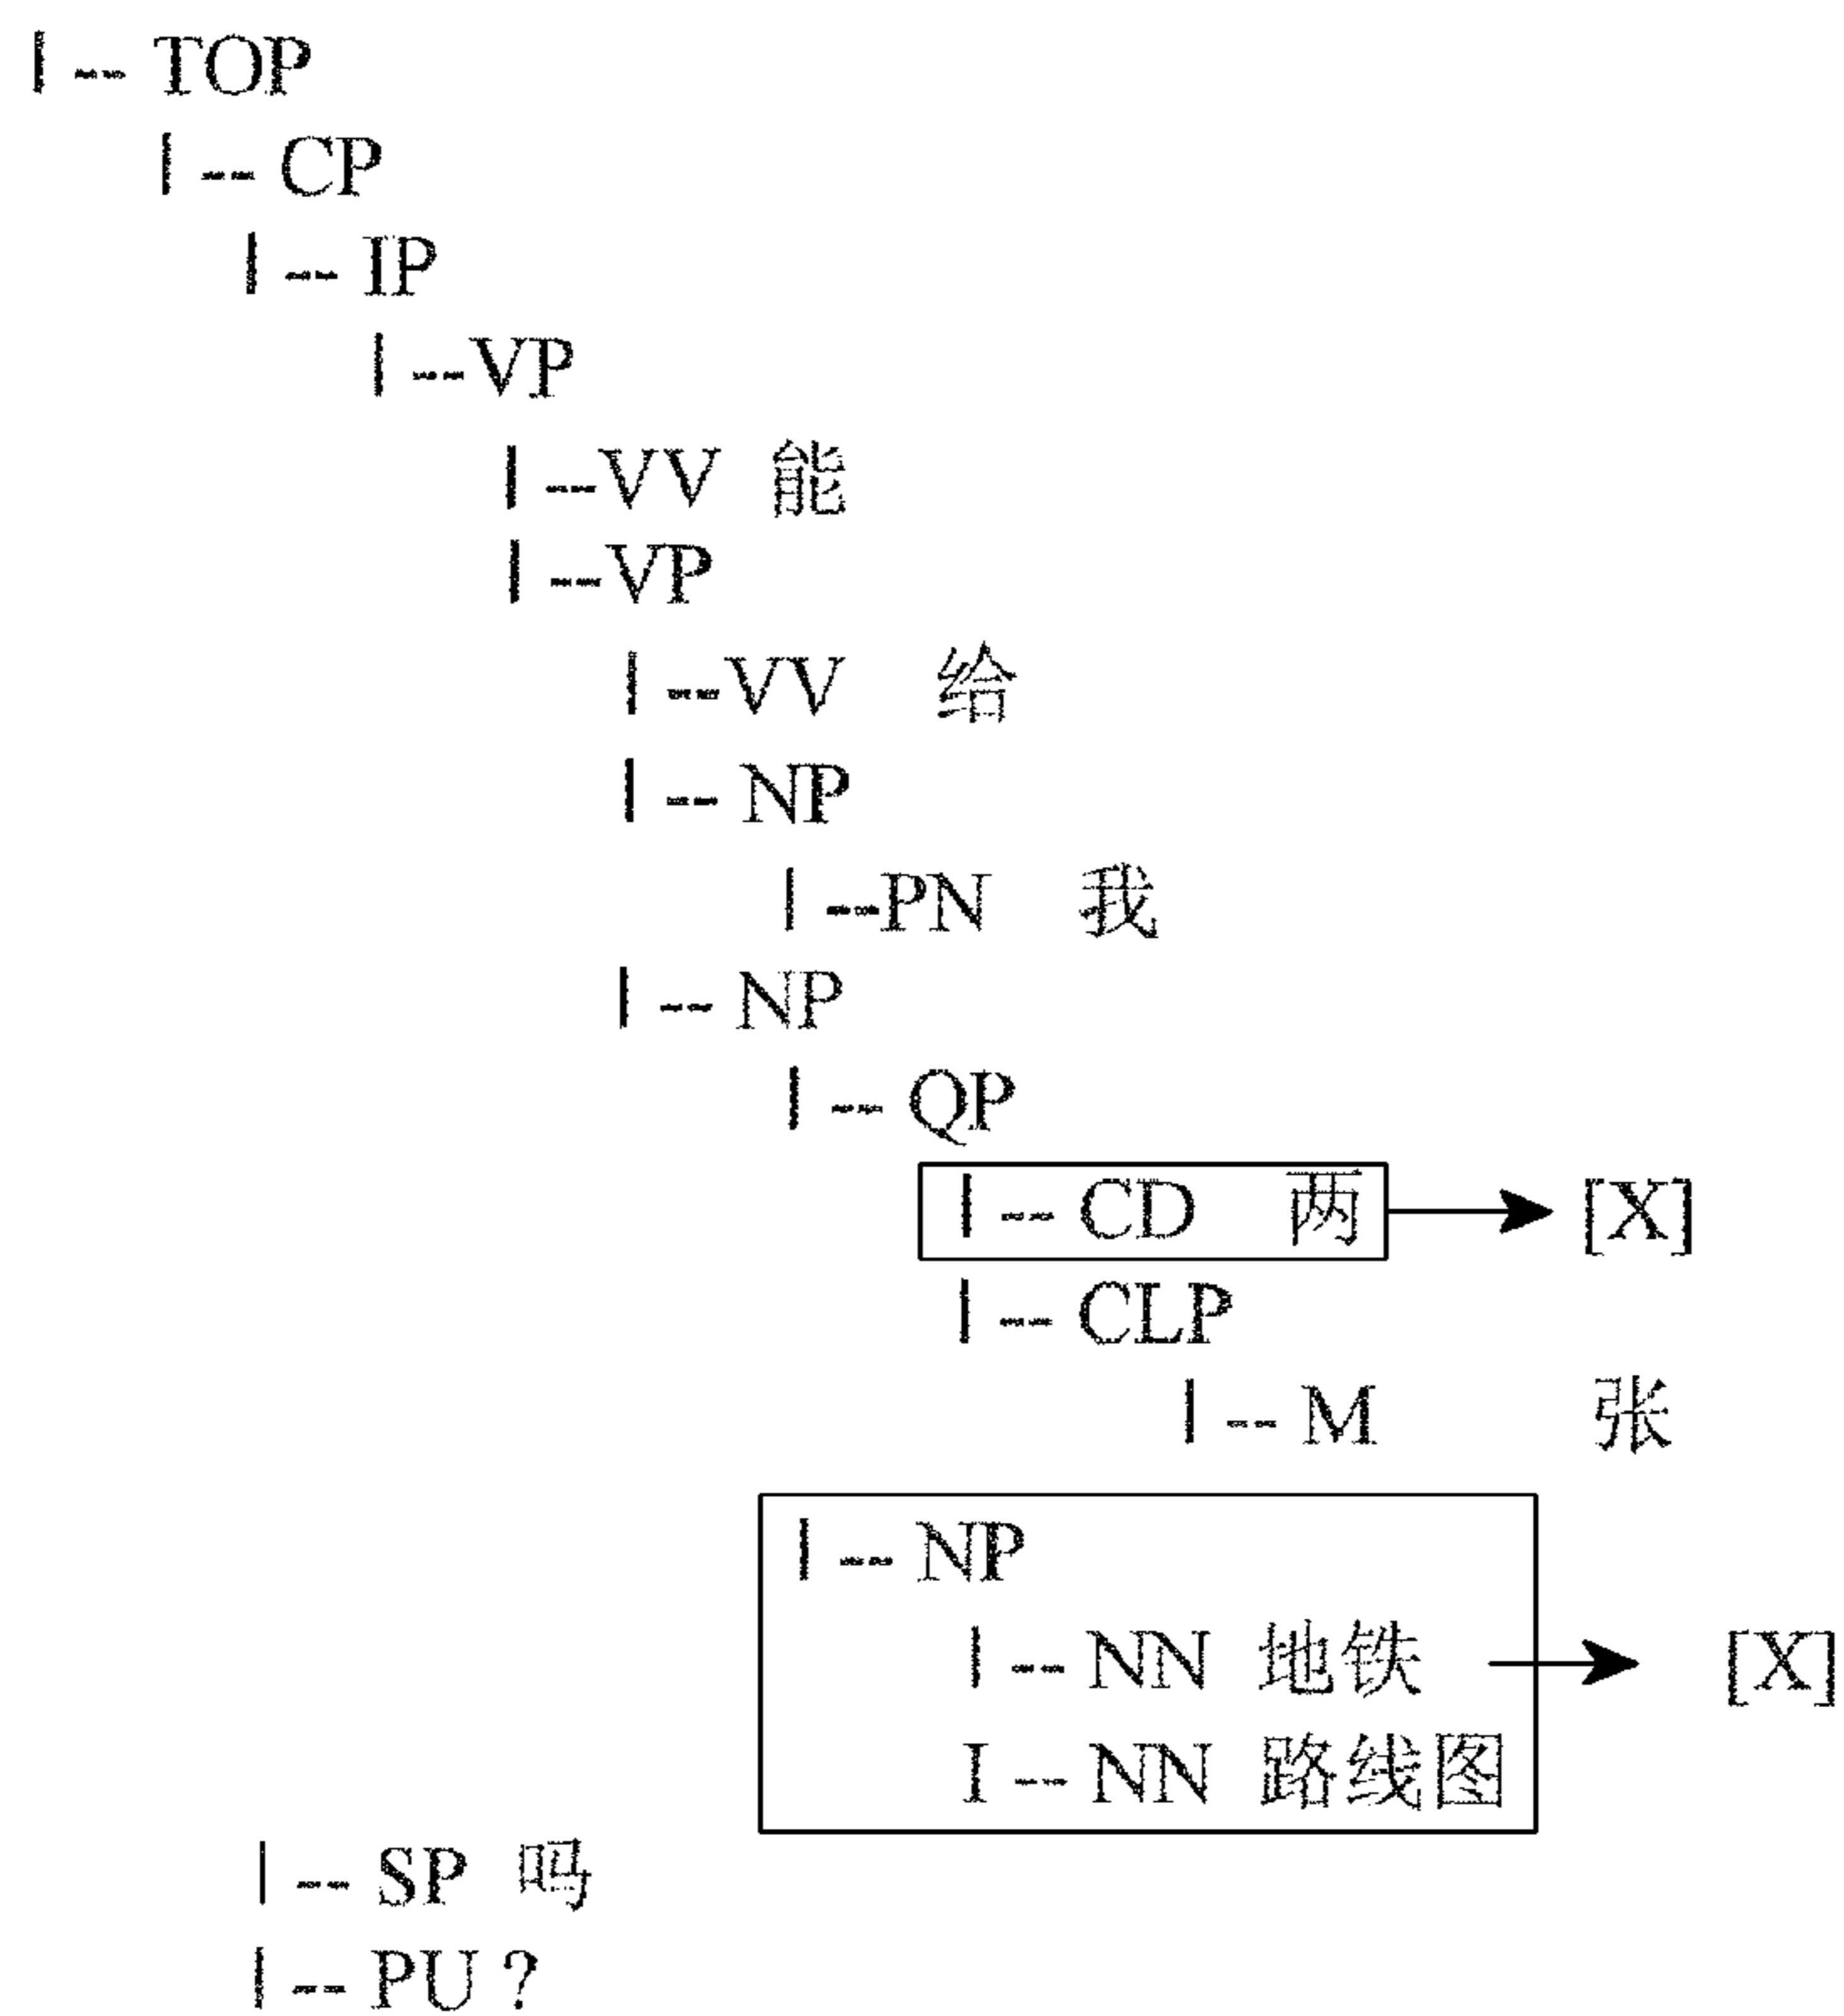 |-- TOP
|-- CP
|-- IP
|--VP
|--VV 能
|--VP
|--VV 给
|-- NP
|--PN 我
|-- NP
|-- QP
|-- CD 两 [X]
|-- CLP
|-- M 张
|-- NP
|-- NN 地铁 [X]
I-- NN 路线图
|-- SP 吗
|-- PU ?